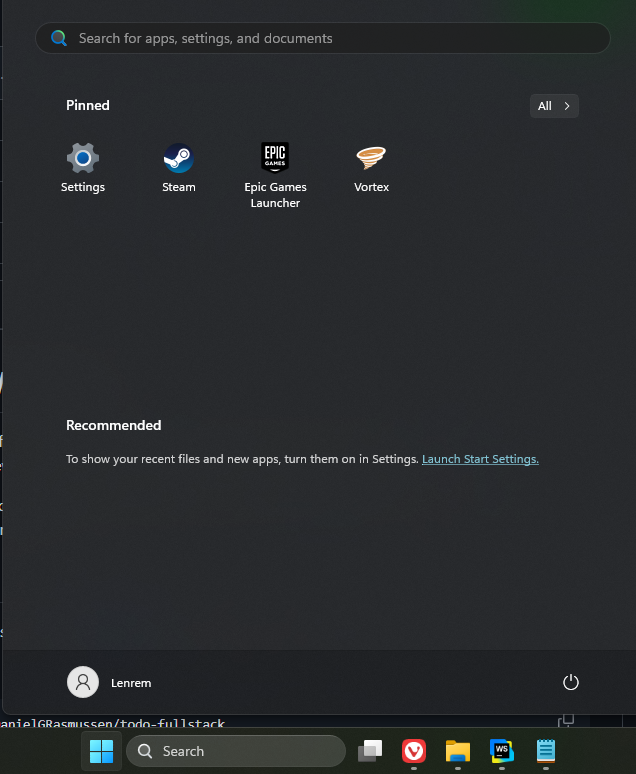 Search for apps, settings, and documents
Pinned
All
Settings
Steam
EPIC
GAMES
Epic Games
Launcher
Vortex
Recommended
To show your recent files and new apps, turn them on in Settings. Launch Start Settings.
Lenrem
anielGRasmussen/todo-fullstack
Search
WS